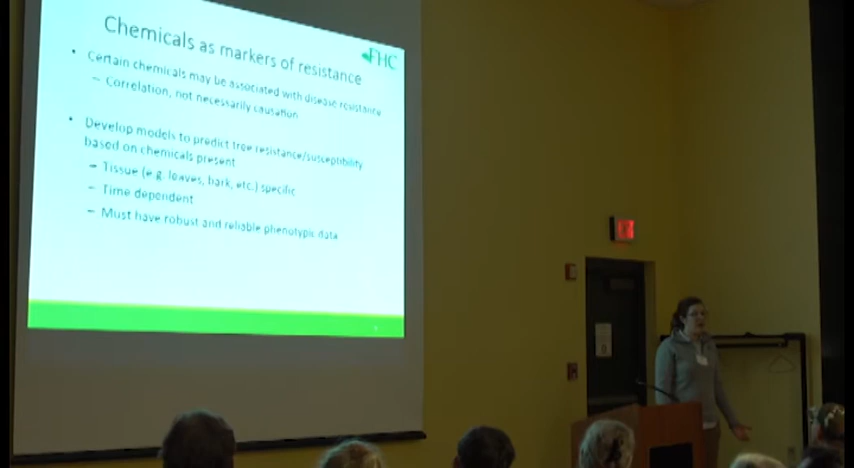 Chemicals as markers of resistance
FHC
• Certain chemicals may be associated with disease resistance
– Correlation, not necessarily causation
• Develop models to predict tree resistance/susceptibility
based on chemicals present
– Tissue (e.g. leaves, bark, etc.) specific
– Time dependent
– Must have robust and reliable phenotypic data